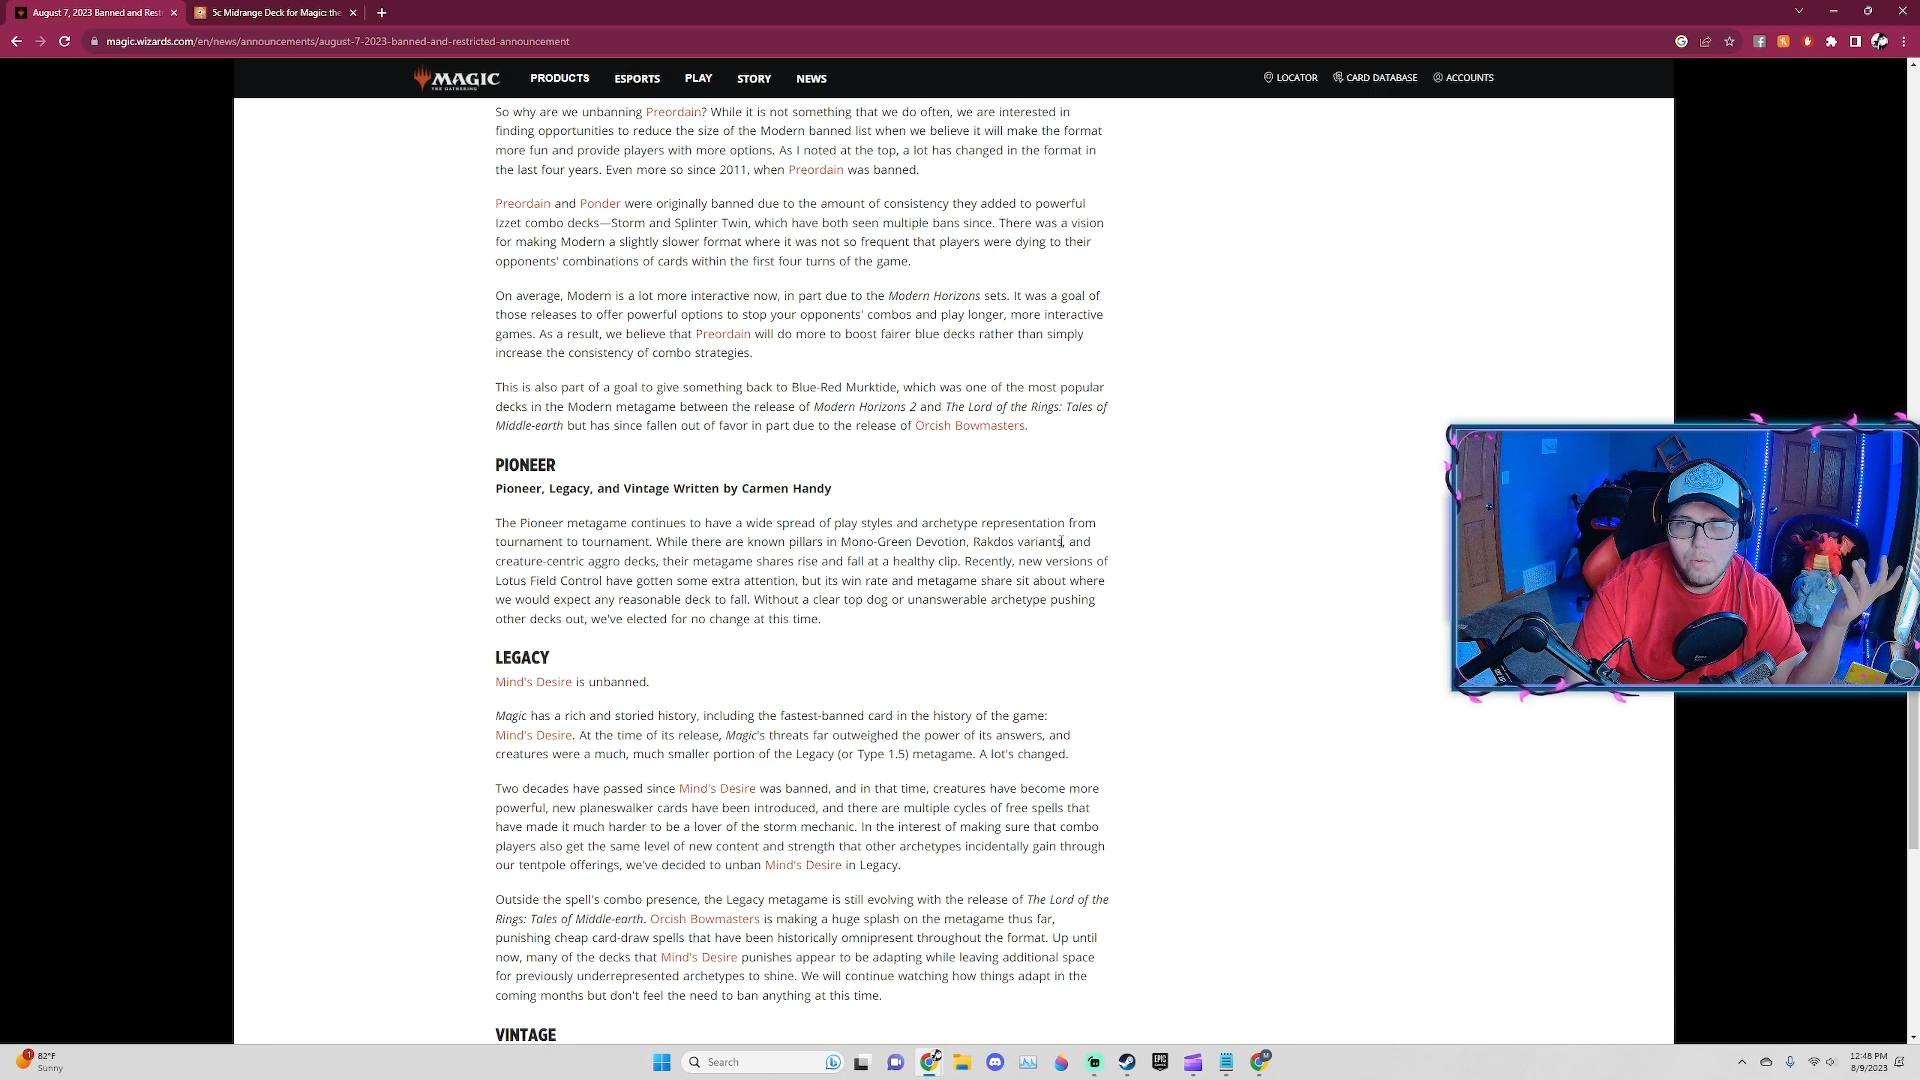 August 7, 2023 Banned and Rest
5c Midrange Deck for Magic: the
magic.wizards.com/en/news/announcements/august-7-2023-banned-and-restricted-announcement
MAGIC
THE GATHERING
PRODUCTS ESPORTS PLAY STORY NEWS
LOCATOR CARD DATABASE ACCOUNTS
So why are we unbanning Preordain? While it is not something that we do often, we are interested in
finding opportunities to reduce the size of the Modern banned list when we believe it will make the format
more fun and provide players with more options. As I noted at the top, a lot has changed in the format in
the last four years. Even more so since 2011, when Preordain was banned.
Preordain and Ponder were originally banned due to the amount of consistency they added to powerful
Izzet combo decks—Storm and Splinter Twin, which have both seen multiple bans since. There was a vision
for making Modern a slightly slower format where it was not so frequent that players were dying to their
opponents' combinations of cards within the first four turns of the game.
On average, Modern is a lot more interactive now, in part due to the Modern Horizons sets. It was a goal of
those releases to offer powerful options to stop your opponents' combos and play longer, more interactive
games. As a result, we believe that Preordain will do more to boost fairer blue decks rather than simply
increase the consistency of combo strategies.
This is also part of a goal to give something back to Blue-Red Murktide, which was one of the most popular
decks in the Modern metagame between the release of Modern Horizons 2 and The Lord of the Rings: Tales of
Middle-earth but has since fallen out of favor in part due to the release of Orcish Bowmasters.
PIONEER
Pioneer, Legacy, and Vintage Written by Carmen Handy
The Pioneer metagame continues to have a wide spread of play styles and archetype representation from
tournament to tournament. While there are known pillars in Mono-Green Devotion, Rakdos variants, and
creature-centric aggro decks, their metagame shares rise and fall at a healthy clip. Recently, new versions of
Lotus Field Control have gotten some extra attention, but its win rate and metagame share sit about where
we would expect any reasonable deck to fall. Without a clear top dog or unanswerable archetype pushing
other decks out, we've elected for no change at this time.
LEGACY
Mind's Desire is unbanned.
Magic has a rich and storied history, including the fastest-banned card in the history of the game:
Mind's Desire. At the time of its release, Magic's threats far outweighed the power of its answers, and
creatures were a much, much smaller portion of the Legacy (or Type 1.5) metagame. A lot's changed.
Two decades have passed since Mind's Desire was banned, and in that time, creatures have become more
powerful, new planeswalker cards have been introduced, and there are multiple cycles of free spells that
have made it much harder to be a lover of the storm mechanic. In the interest of making sure that combo
players also get the same level of new content and strength that other archetypes incidentally gain through
our tentpole offerings, we've decided to unban Mind's Desire in Legacy.
Outside the spell's combo presence, the Legacy metagame is still evolving with the release of The Lord of the
Rings: Tales of Middle-earth. Orcish Bowmasters is making a huge splash on the metagame thus far,
punishing cheap card-draw spells that have been historically omnipresent throughout the format. Up until
now, many of the decks that Mind's Desire punishes appear to be adapting while leaving additional space
for previously underrepresented archetypes to shine. We will continue watching how things adapt in the
coming months but don't feel the need to ban anything at this time.
VINTAGE
1
82°F
Sunny
Search
EPIC
12:48 PM
8/9/2023